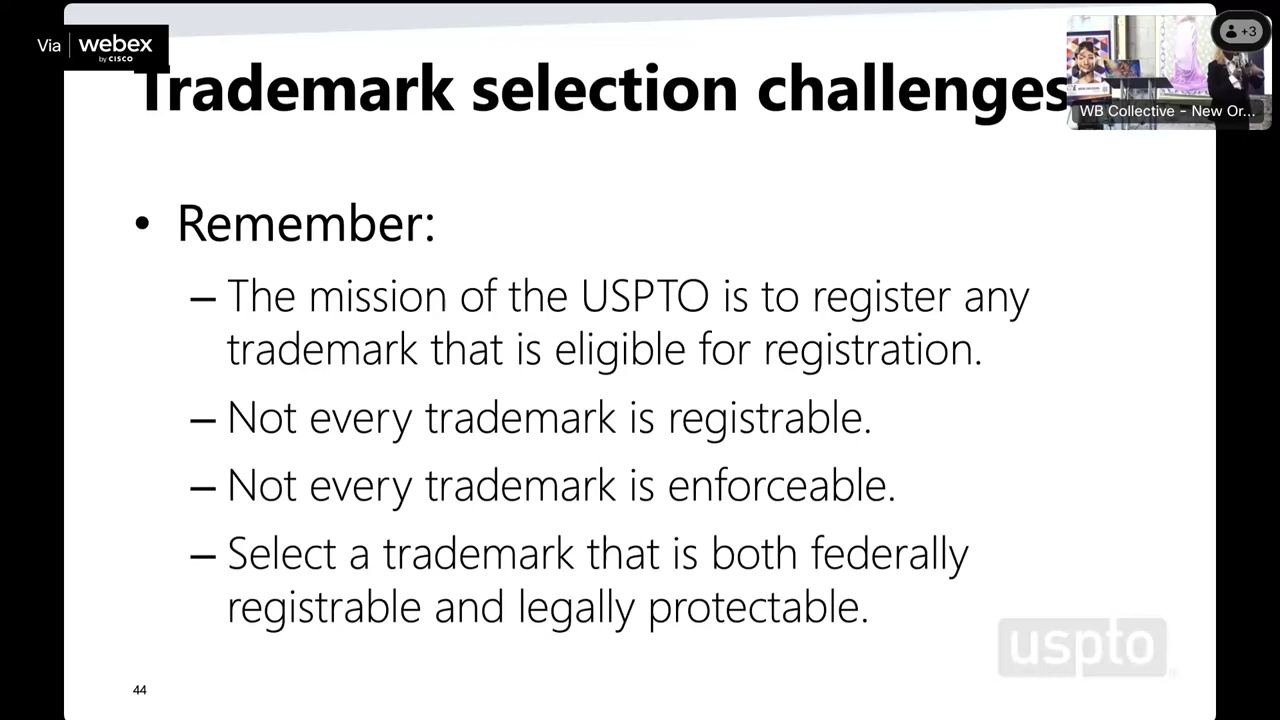 Via webex
by CISCO
+3
Trademark selection challenges
WB Collective - New Or...
• Remember:
– The mission of the USPTO is to register any
trademark that is eligible for registration.
– Not every trademark is registrable.
– Not every trademark is enforceable.
– Select a trademark that is both federally
registrable and legally protectable.
uspto
44